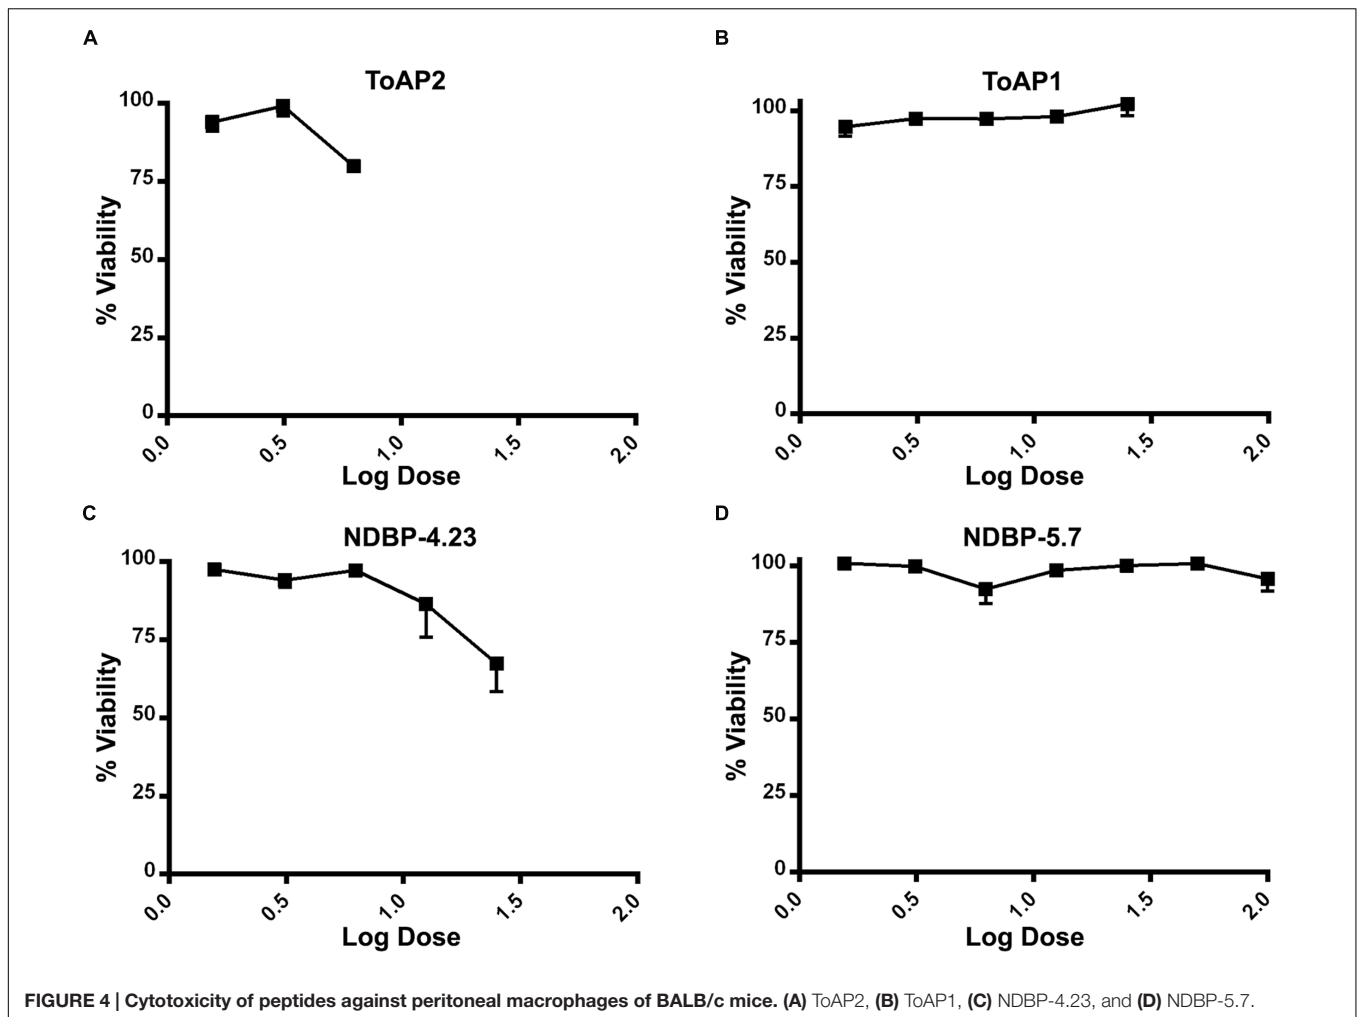 A
ToAP2
100
75
50
25
0
% Viability
0.0 0.5 1.0 1.5 2.0
Log Dose
B
ToAP1
100
75
50
25
0
% Viability
0.0 0.5 1.0 1.5 2.0
Log Dose
C
NDBP-4.23
100
75
50
25
0
% Viability
0.0 0.5 1.0 1.5 2.0
Log Dose
D
NDBP-5.7
100
75
50
25
0
% Viability
0.0 0.5 1.0 1.5 2.0
Log Dose
FIGURE 4 | Cytotoxicity of peptides against peritoneal macrophages of BALB/c mice. (A) ToAP2, (B) ToAP1, (C) NDBP-4.23, and (D) NDBP-5.7.